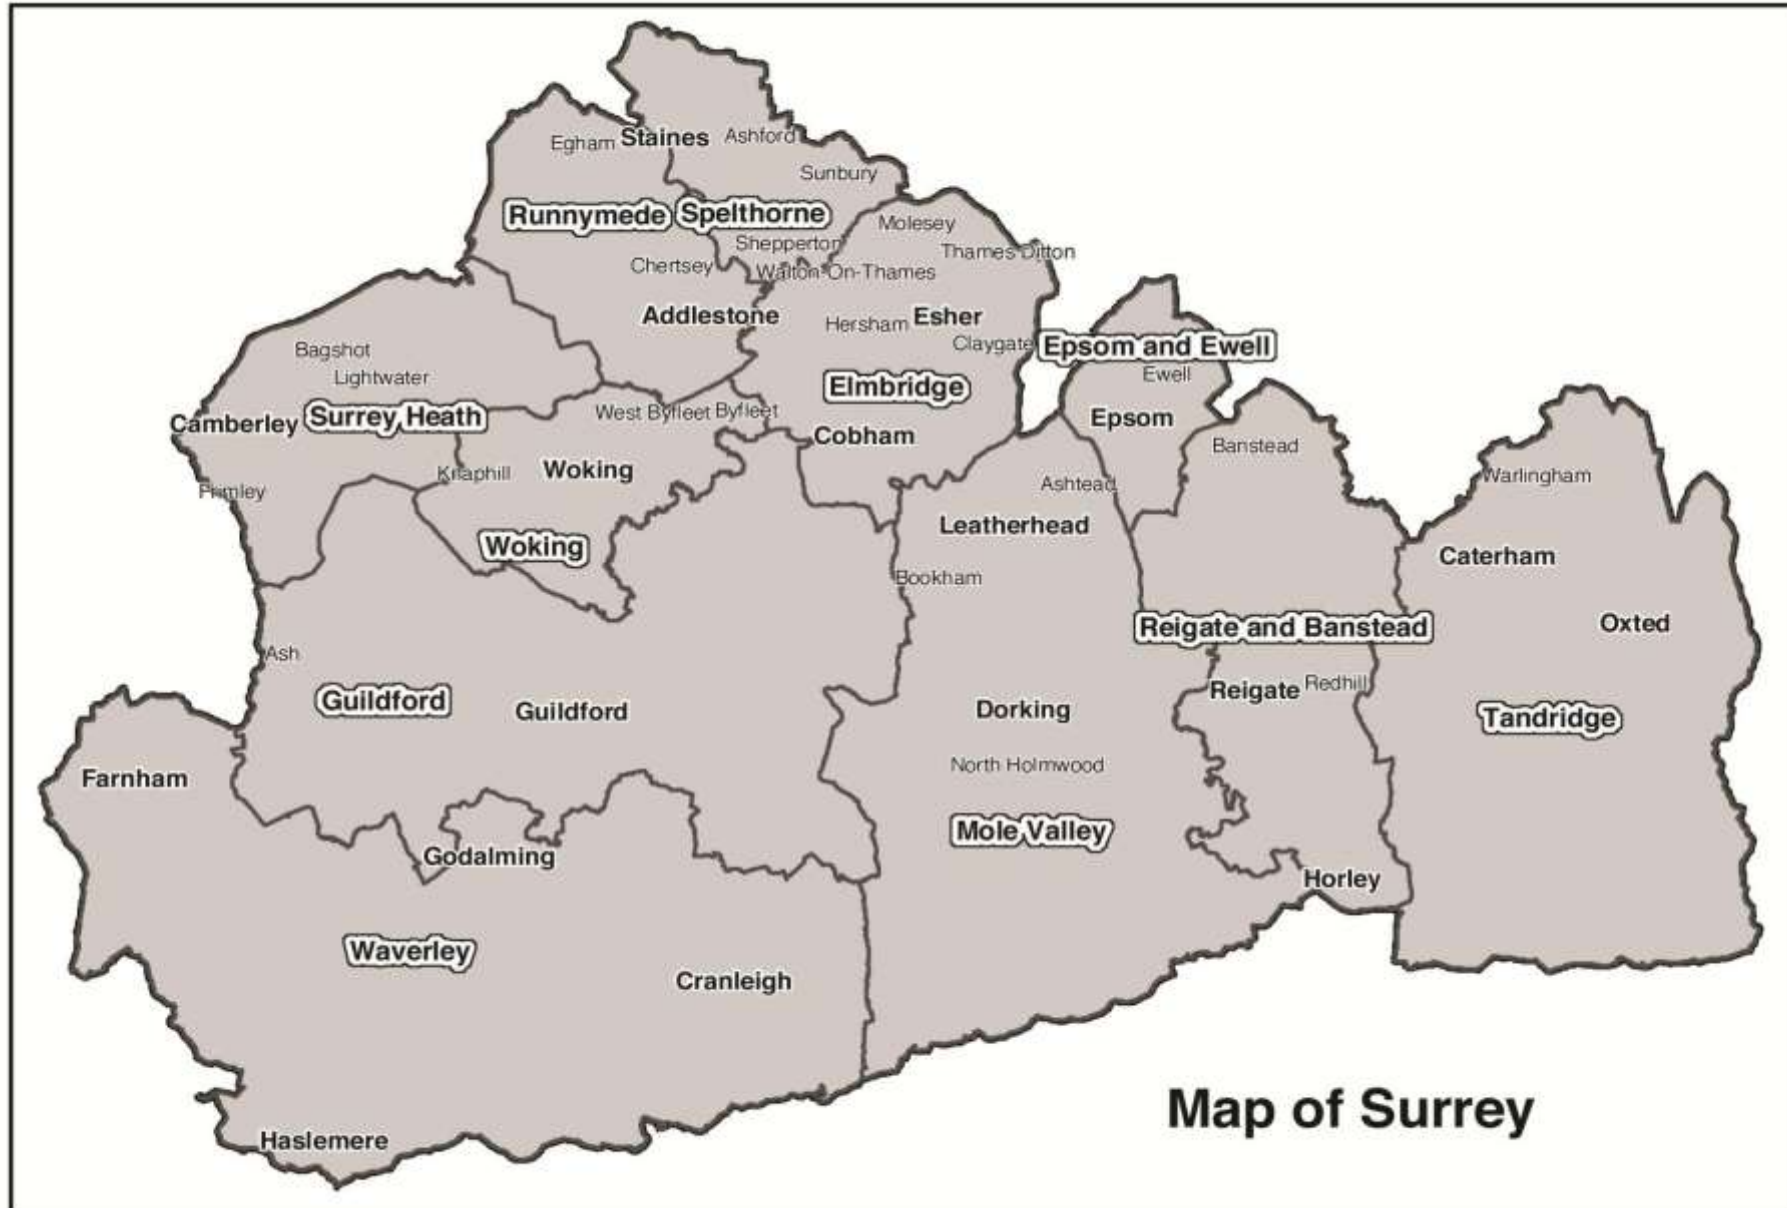 Egham
Staines
Ashford
Sunbury
Runnymede
Spelthorne
Molesey
Shepperton
Thames Ditton
Chertsey
Walton-On-Thames
Addlestone
Hersham
Esher
Claygate
Epsom and Ewell
Bagshot
Lightwater
Ewell
Elmbridge
Camberley
Surrey Heath
West Byfleet
Byfleet
Epsom
Cobham
Banstead
Knaphill
Woking
Warlingham
Frimley
Ashtead
Leatherhead
Woking
Caterham
Bookham
Oxted
Reigate and Banstead
Ash
Guildford
Guildford
Dorking
Reigate
Redhill
Tandridge
Farnham
North Holmwood
Mole Valley
Godalming
Horley
Waverley
Cranleigh
Map of Surrey
Haslemere